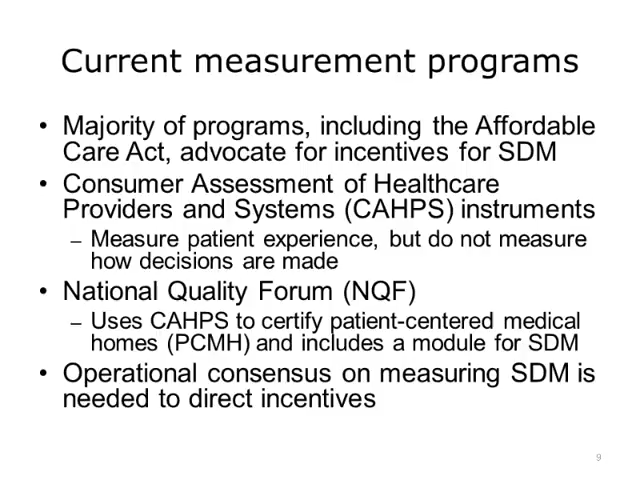 Current measurement programs
• Majority of programs, including the Affordable
Care Act, advocate for incentives for SDM
• Consumer Assessment of Healthcare
Providers and Systems (CAHPS) instruments
– Measure patient experience, but do not measure
how decisions are made
• National Quality Forum (NQF)
– Uses CAHPS to certify patient-centered medical
homes (PCMH) and includes a module for SDM
• Operational consensus on measuring SDM is
needed to direct incentives
9